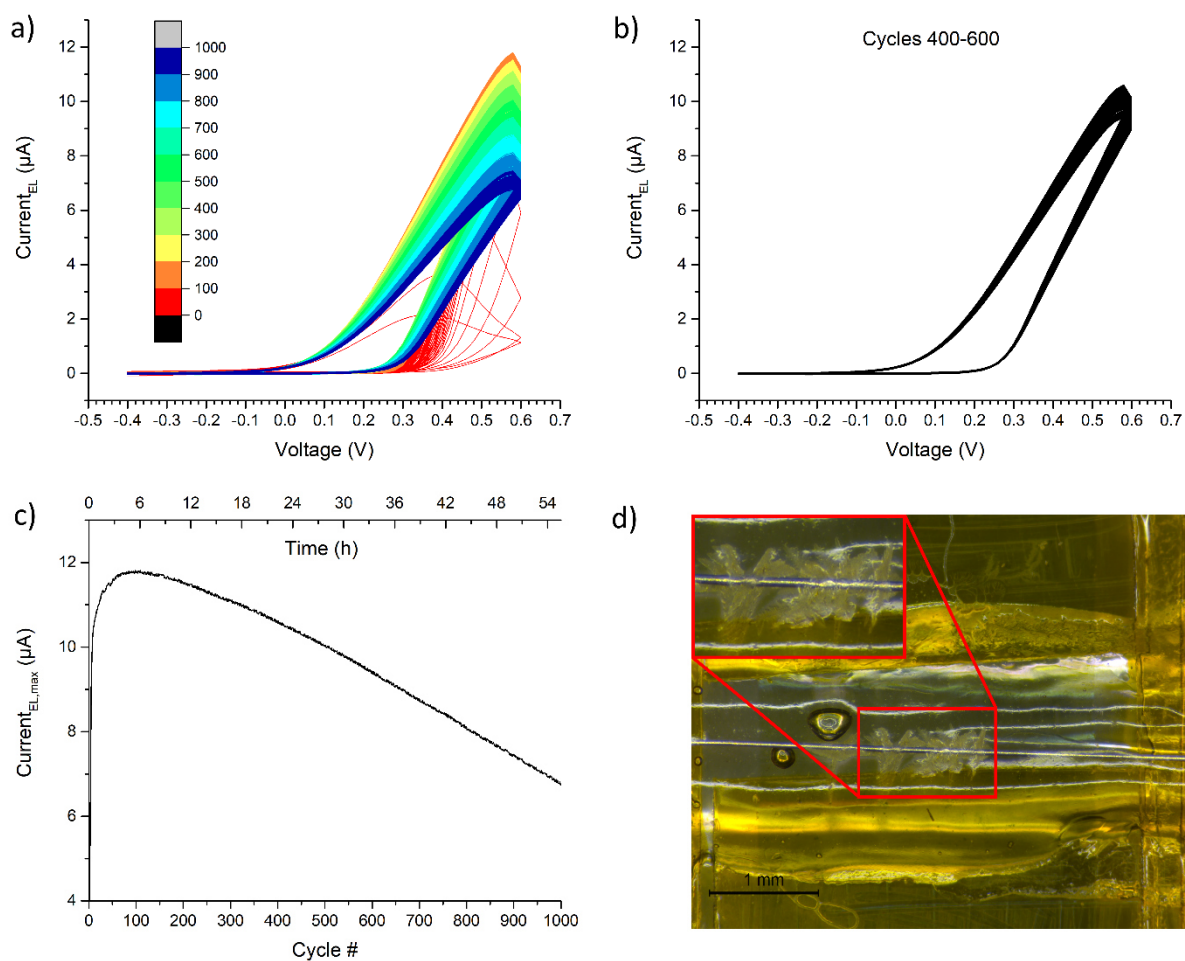 a)
1000
900
800
700
600
500
400
300
200
100
0
12
10
8
6
4
2
0
Current_EL (µA)
-0.5 -0.4 -0.3 -0.2 -0.1 0.0 0.1 0.2 0.3 0.4 0.5 0.6 0.7
Voltage (V)
b)
Cycles 400-600
12
10
8
6
4
2
0
Current_EL (µA)
-0.5 -0.4 -0.3 -0.2 -0.1 0.0 0.1 0.2 0.3 0.4 0.5 0.6 0.7
Voltage (V)
c)
0 6 12 18 24 30 36 42 48 54
Time (h)
12
10
8
6
4
Current_EL,max (µA)
0 100 200 300 400 500 600 700 800 900 1000
Cycle #
d)
1 mm